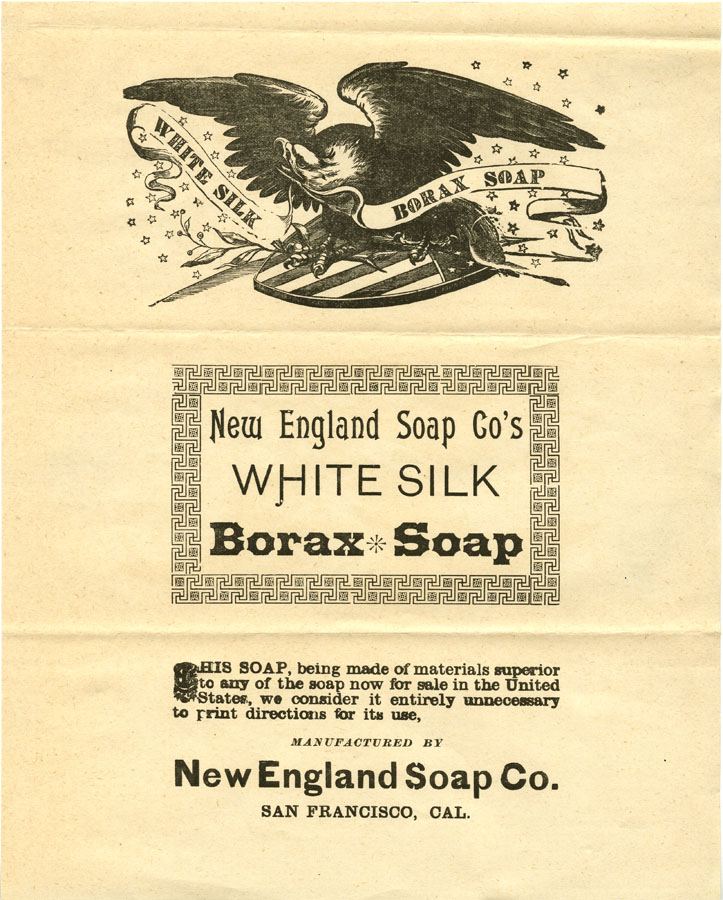 WHITE SILK
BORAX SOAP
New England Soap Co's
WHITE SILK
Borax Soap
THIS SOAP, being made of materials superior
to any of the soap now for sale in the United
States, we consider it entirely unnecessary
to print directions for its use,
MANUFACTURED BY
New England Soap Co.
SAN FRANCISCO, CAL.